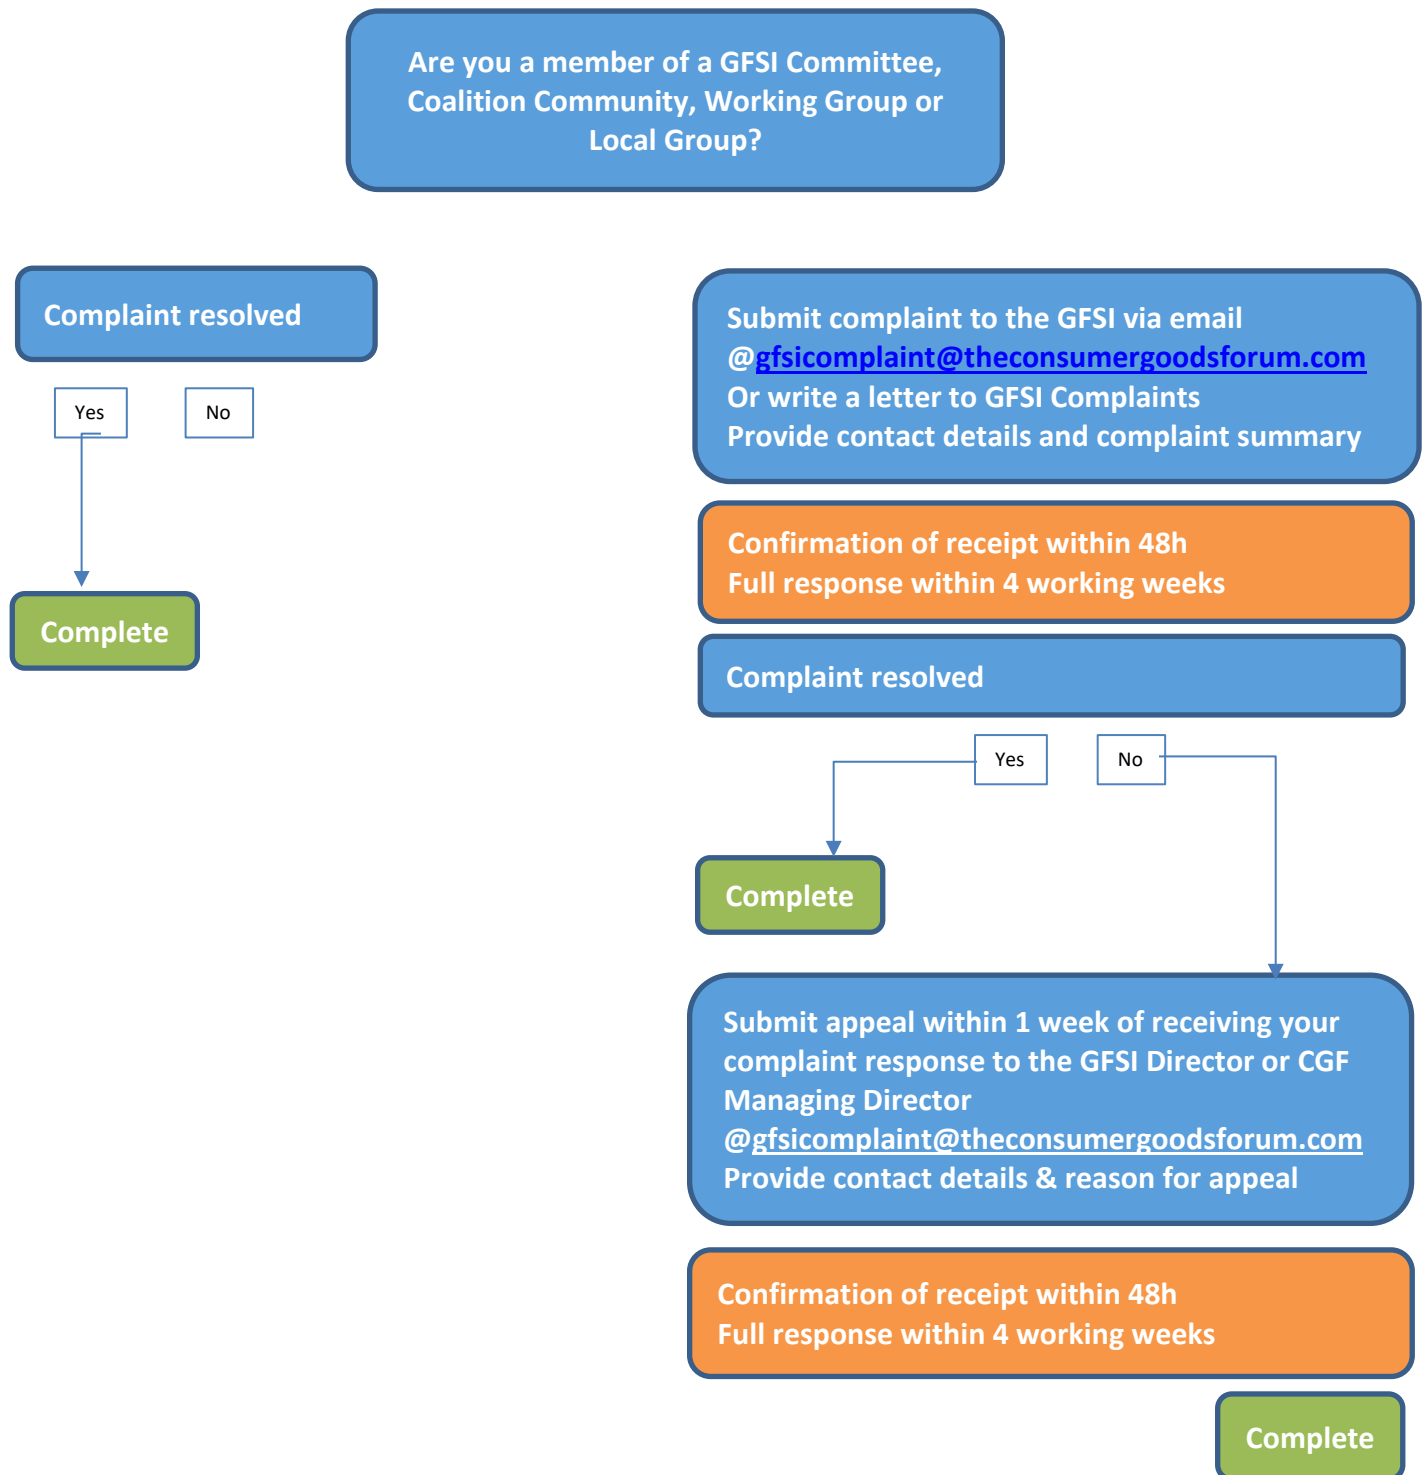 Are you a member of a GFSI Committee,
Coalition Community, Working Group or
Local Group?
Complaint resolved
Yes
No
Complete
Submit complaint to the GFSI via email
@gfsicomplaint@theconsumergoodsforum.com
Or write a letter to GFSI Complaints
Provide contact details and complaint summary
Confirmation of receipt within 48h
Full response within 4 working weeks
Complaint resolved
Yes
No
Complete
Submit appeal within 1 week of receiving your
complaint response to the GFSI Director or CGF
Managing Director
@gfsicomplaint@theconsumergoodsforum.com
Provide contact details & reason for appeal
Confirmation of receipt within 48h
Full response within 4 working weeks
Complete